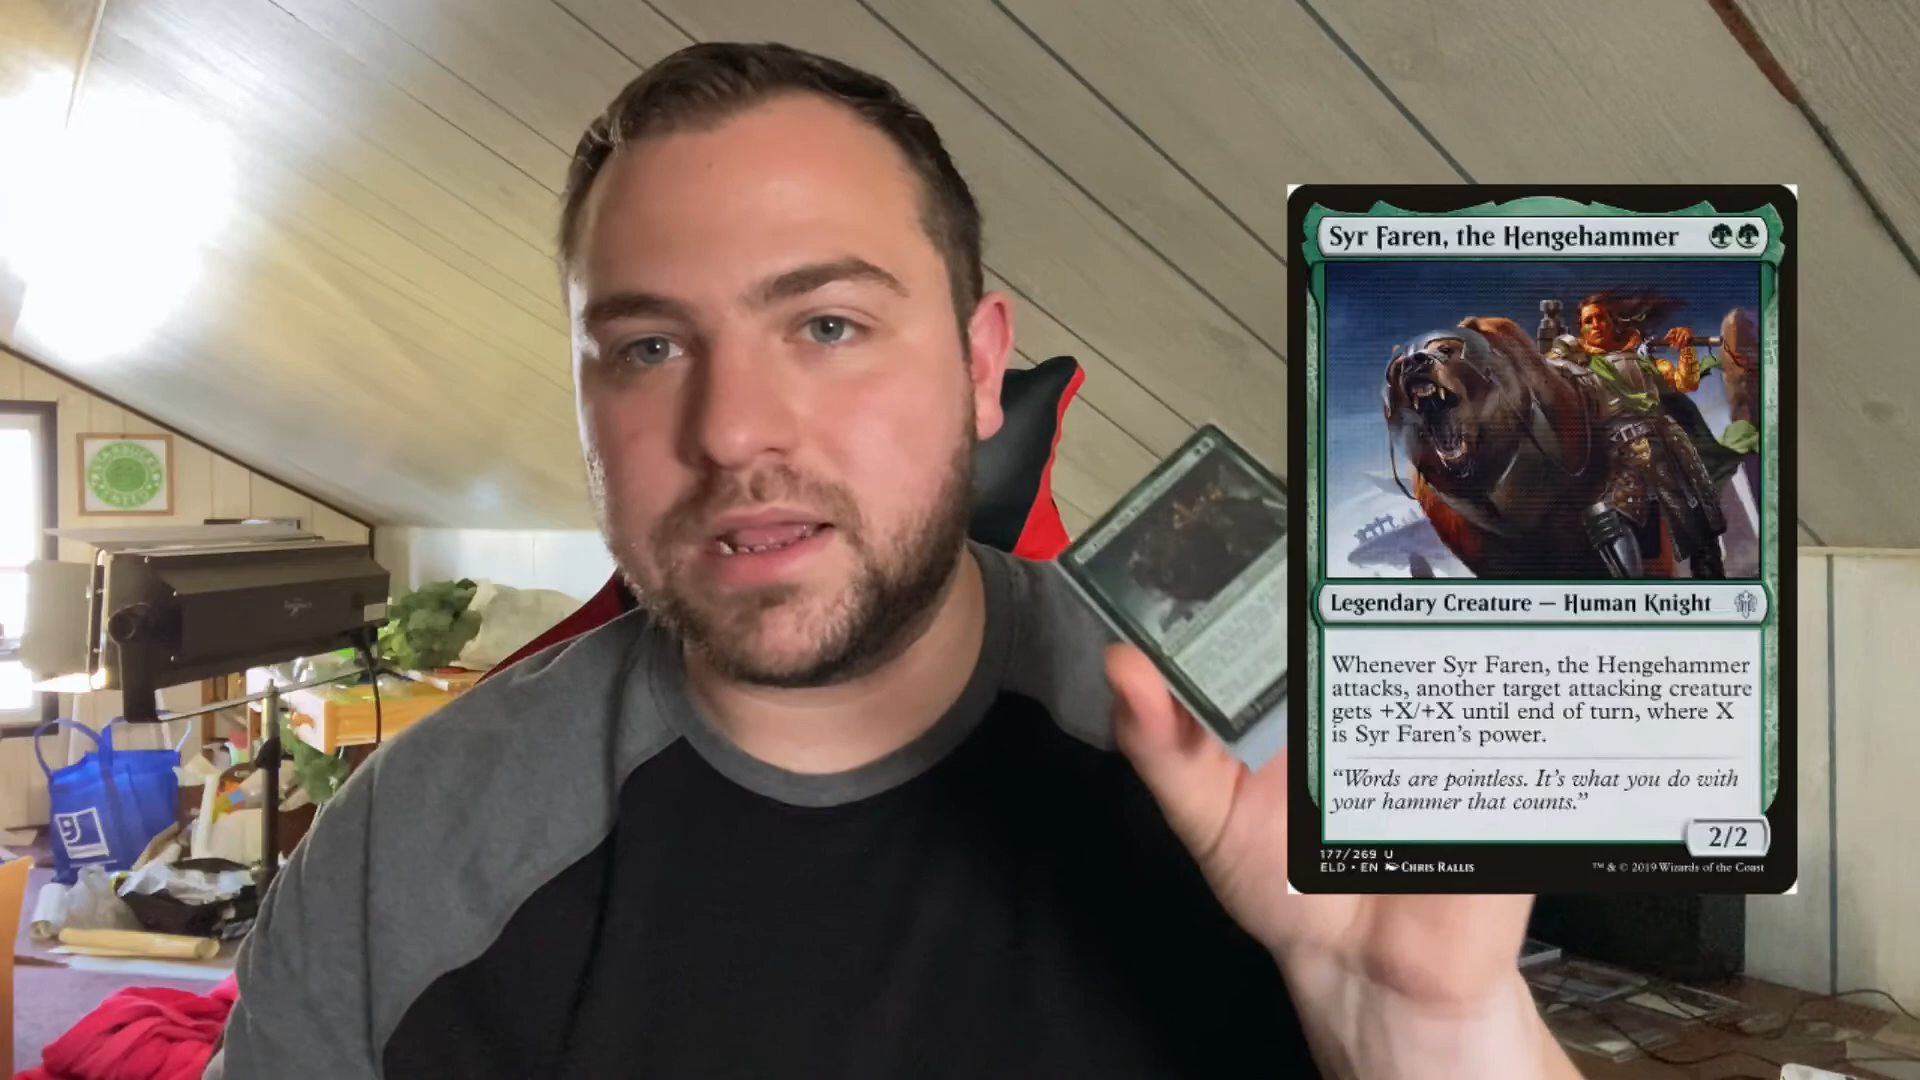 Syr Faren, the Hengehammer
Legendary Creature — Human Knight
Whenever Syr Faren, the Hengehammer
attacks, another target attacking creature
gets +X/+X until end of turn, where X
is Syr Faren's power.
“Words are pointless. It's what you do with
your hammer that counts.”
2/2
177/269 U
ELD • EN Chris Rallis
™ & © 2019 Wizards of the Coast